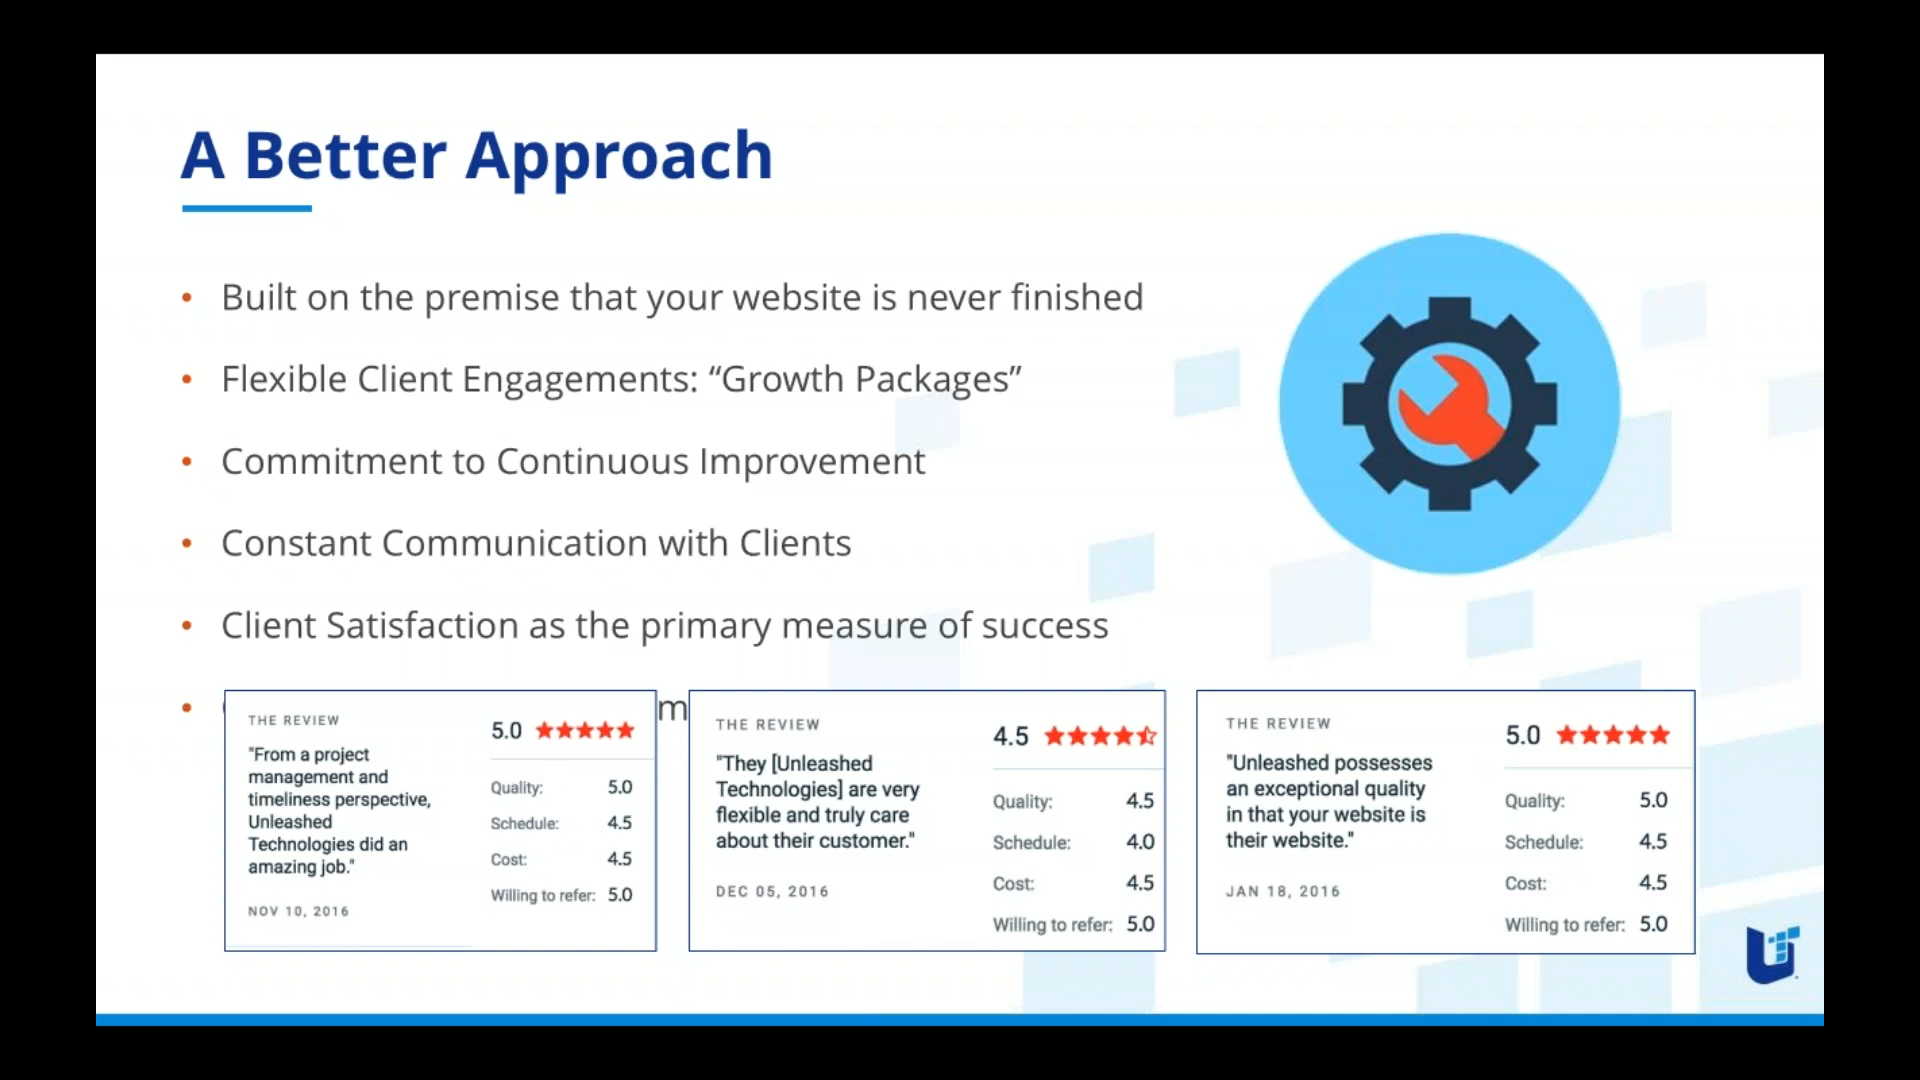 A Better Approach
• Built on the premise that your website is never finished
• Flexible Client Engagements: “Growth Packages”
• Commitment to Continuous Improvement
• Constant Communication with Clients
• Client Satisfaction as the primary measure of success
•
THE REVIEW
"From a project
management and
timeliness perspective,
Unleashed
Technologies did an
amazing job."
NOV 10, 2016
5.0
Quality: 5.0
Schedule: 4.5
Cost: 4.5
Willing to refer: 5.0
THE REVIEW
"They [Unleashed
Technologies] are very
flexible and truly care
about their customer."
DEC 05, 2016
4.5
Quality: 4.5
Schedule: 4.0
Cost: 4.5
Willing to refer: 5.0
THE REVIEW
"Unleashed possesses
an exceptional quality
in that your website is
their website."
JAN 18, 2016
5.0
Quality: 5.0
Schedule: 4.5
Cost: 4.5
Willing to refer: 5.0